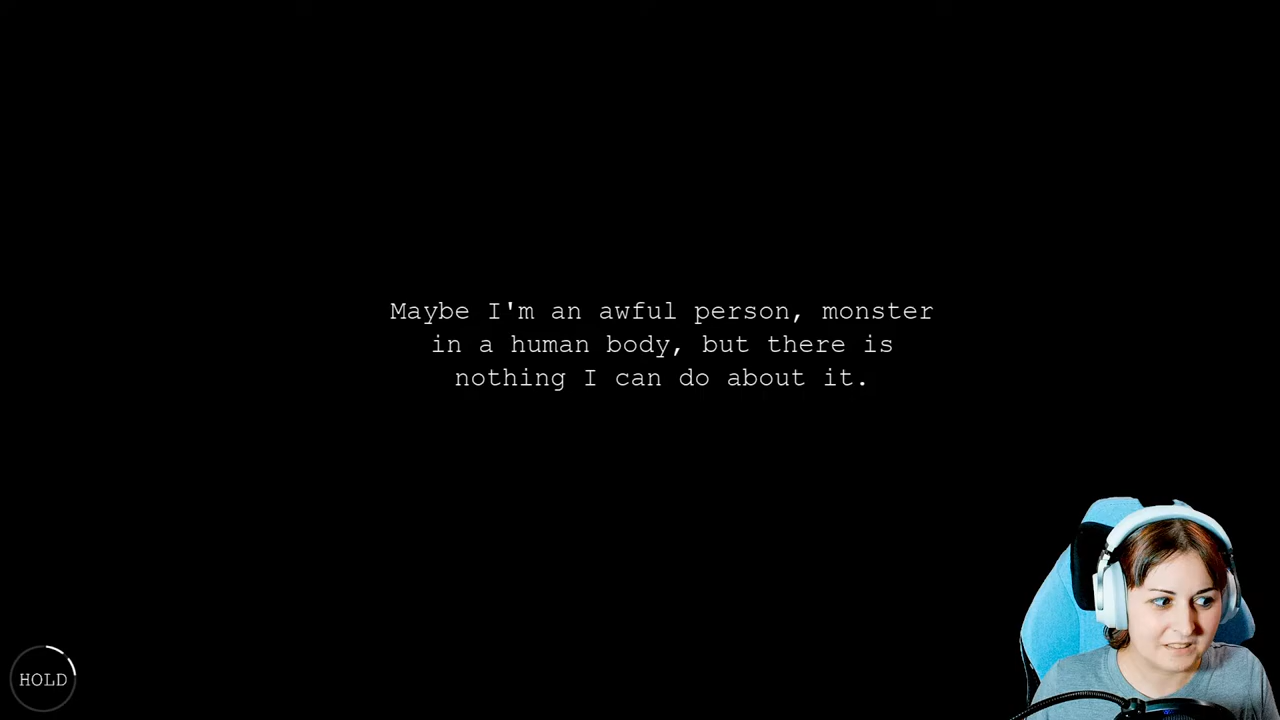 Maybe I'm an awful person, monster
in a human body, but there is
nothing I can do about it.
HOLD